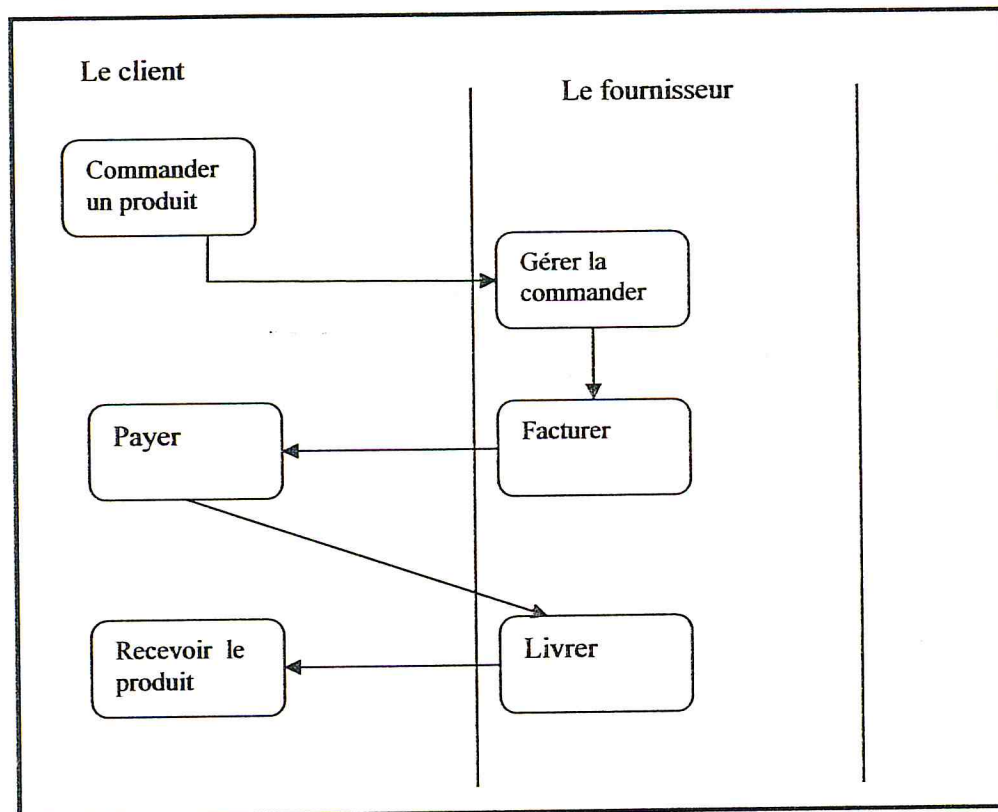 Le client
Le fournisseur
Commander
un produit
Gérer la
commander
Payer
Facturer
Recevoir le
produit
Livrer